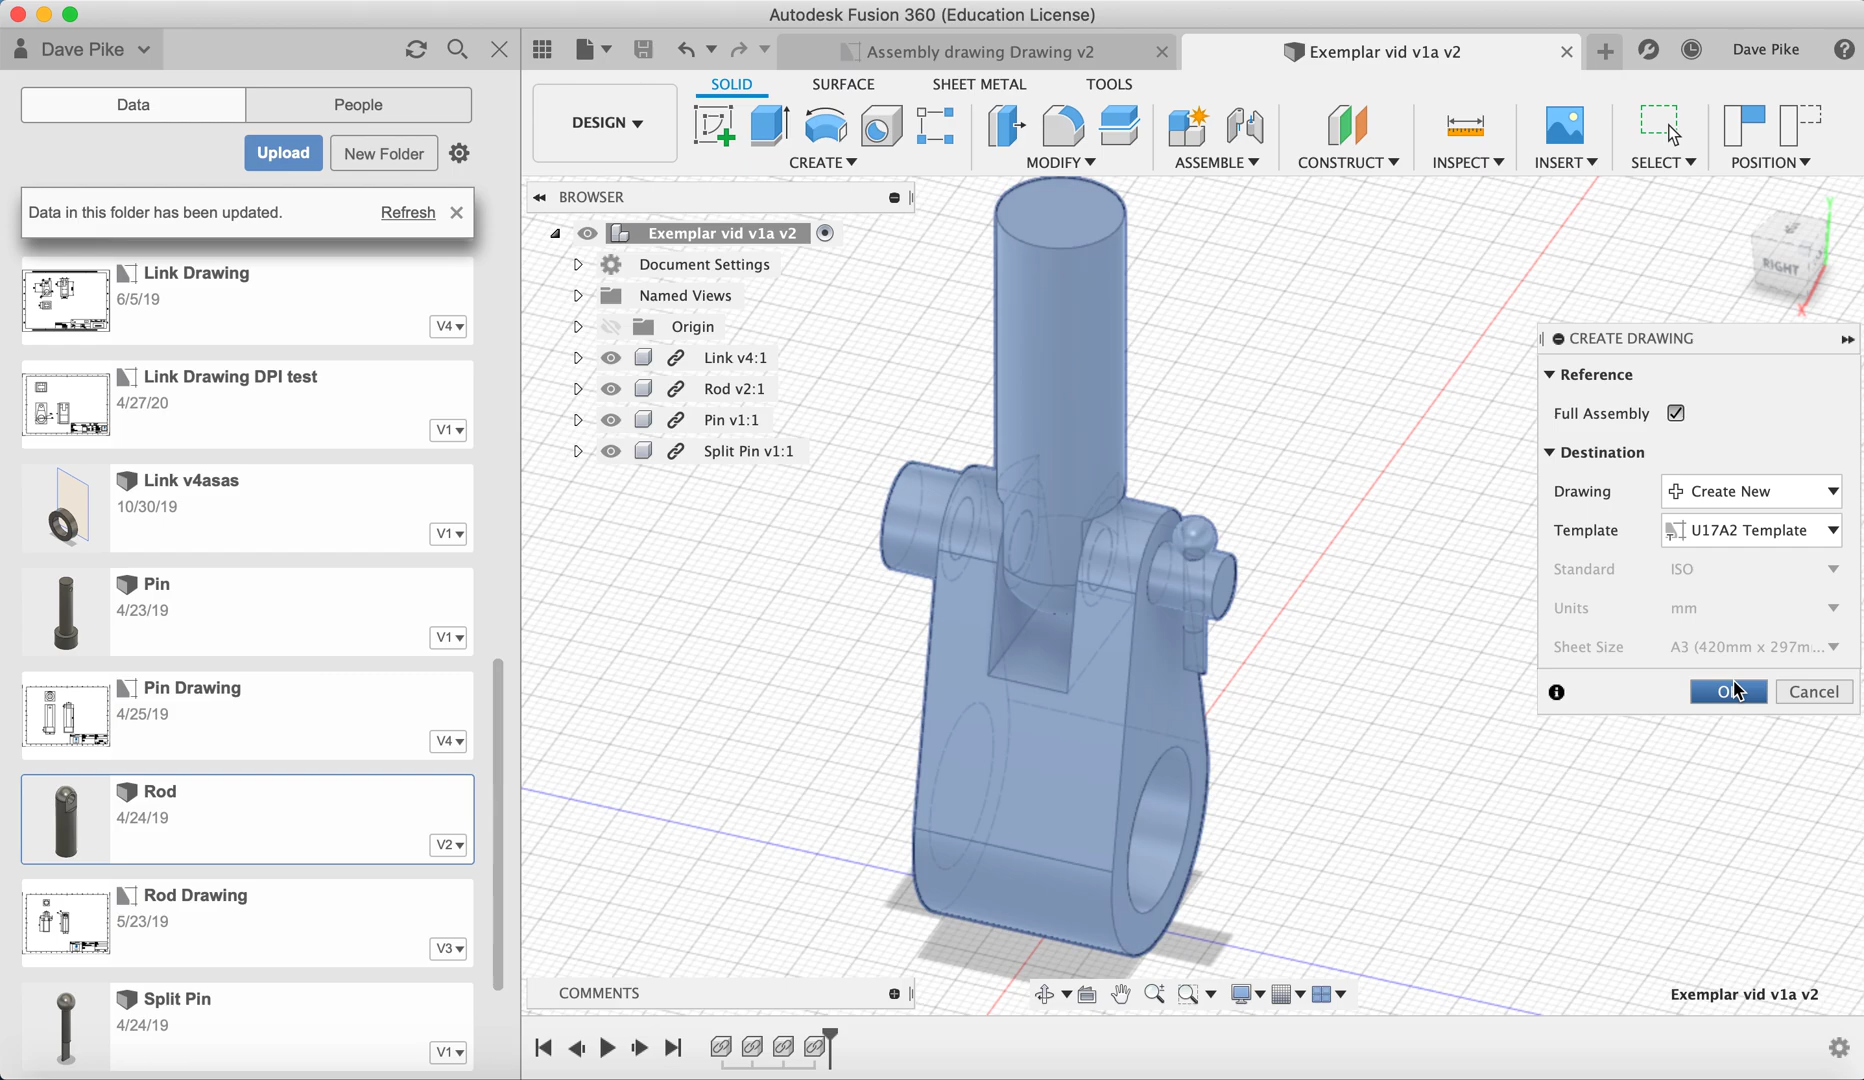 Autodesk Fusion 360 (Education License)
Dave Pike
Assembly drawing Drawing v2
Exemplar vid v1a v2
Dave Pike
Data
People
Upload
New Folder
Data in this folder has been updated.
Refresh
Link Drawing
6/5/19
V4
Link Drawing DPI test
4/27/20
V1
Link v4asas
10/30/19
V1
Pin
4/23/19
V1
Pin Drawing
4/25/19
V4
Rod
4/24/19
V2
Rod Drawing
5/23/19
V3
Split Pin
4/24/19
V1
DESIGN
SOLID
SURFACE
SHEET METAL
TOOLS
CREATE
MODIFY
ASSEMBLE
CONSTRUCT
INSPECT
INSERT
SELECT
POSITION
BROWSER
Exemplar vid v1a v2
Document Settings
Named Views
Origin
Link v4:1
Rod v2:1
Pin v1:1
Split Pin v1:1
RIGHT
Y
X
CREATE DRAWING
Reference
Full Assembly
Destination
Drawing
Create New
Template
U17A2 Template
Standard
ISO
Units
mm
Sheet Size
A3 (420mm x 297m...
Cancel
COMMENTS
Exemplar vid v1a v2